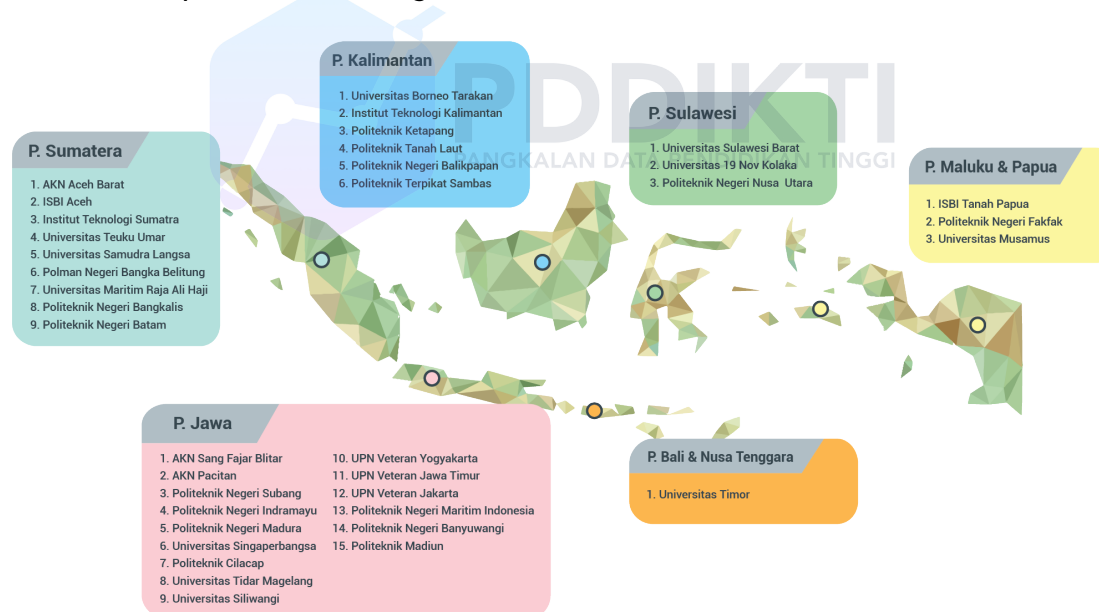 P. Kalimantan
1. Universitas Borneo Tarakan
2. Institut Teknologi Kalimantan
3. Politeknik Ketapang
4. Politeknik Tanah Laut
5. Politeknik Negeri Balikpapan
6. Politeknik Terpikat Sambas
PDDIKTI
PANGKALAN DATA PENDIDIKAN TINGGI
P. Sulawesi
1. Universitas Sulawesi Barat
2. Universitas 19 Nov Kolaka
3. Politeknik Negeri Nusa Utara
P. Sumatera
1. AKN Aceh Barat
2. ISBI Aceh
3. Institut Teknologi Sumatra
4. Universitas Teuku Umar
5. Universitas Samudra Langsa
6. Polman Negeri Bangka Belitung
7. Universitas Maritim Raja Ali Haji
8. Politeknik Negeri Bangkalis
9. Politeknik Negeri Batam
P. Maluku & Papua
1. ISBI Tanah Papua
2. Politeknik Negeri Fakfak
3. Universitas Musamus
P. Jawa
1. AKN Sang Fajar Blitar
2. AKN Pacitan
3. Politeknik Negeri Subang
4. Politeknik Negeri Indramayu
5. Politeknik Negeri Madura
6. Universitas Singaperbangsa
7. Politeknik Cilacap
8. Universitas Tidar Magelang
9. Universitas Siliwangi
10. UPN Veteran Yogyakarta
11. UPN Veteran Jawa Timur
12. UPN Veteran Jakarta
13. Politeknik Negeri Maritim Indonesia
14. Politeknik Negeri Banyuwangi
15. Politeknik Madiun
P. Bali & Nusa Tenggara
1. Universitas Timor